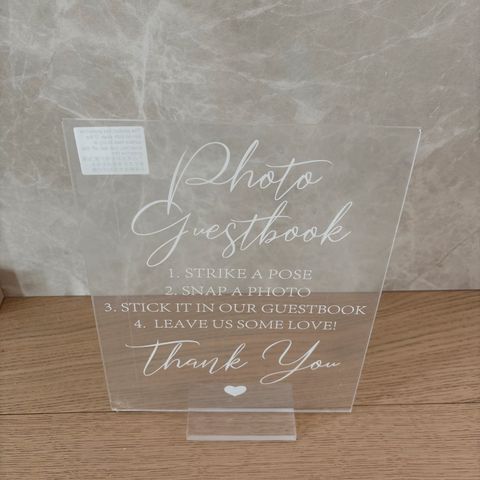 Photo
Guestbook
1. STRIKE A POSE
2. SNAP A PHOTO
3. STICK IT IN OUR GUESTBOOK
4. LEAVE US SOME LOVE!
Thank You